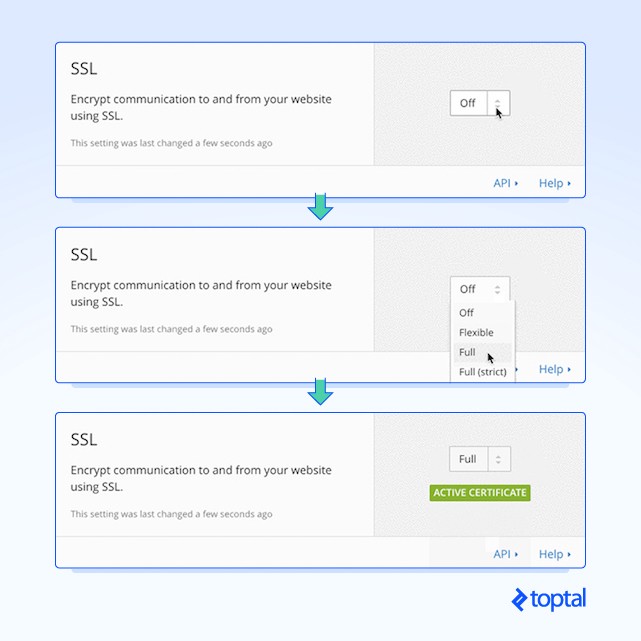 SSL
Off
Encrypt communication to and from your website
using SSL.
This setting was last changed a few seconds ago
API
Help
SSL
Encrypt communication to and from your website
using SSL.
This setting was last changed a few seconds ago
Off
Off
Flexible
Full
Full (strict)
Help
SSL
Encrypt communication to and from your website
using SSL.
This setting was last changed a few seconds ago
Full
ACTIVE CERTIFICATE
API
Help
toptal